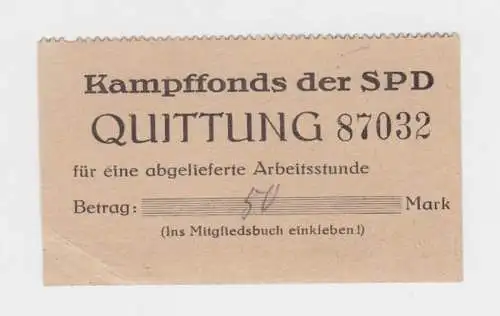 Kampffonds der SPD
QUITTUNG 87032
für eine abgelieferte Arbeitsstunde
Betrag: 50 Mark
(Ins Mitgliedsbuch einkleben!)